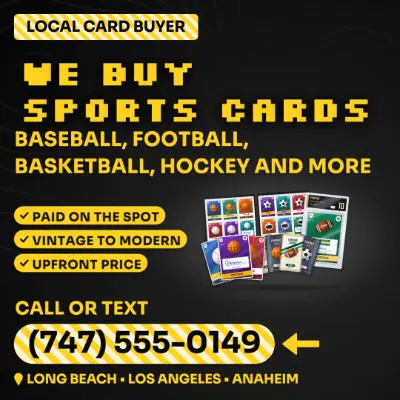 LOCAL CARD BUYER
WE BUY
SPORTS CARDS
BASEBALL, FOOTBALL,
BASKETBALL, HOCKEY AND MORE
PAID ON THE SPOT
VINTAGE TO MODERN
UPFRONT PRICE
10
CALL OR TEXT
(747) 555-0149
LONG BEACH • LOS ANGELES • ANAHEIM